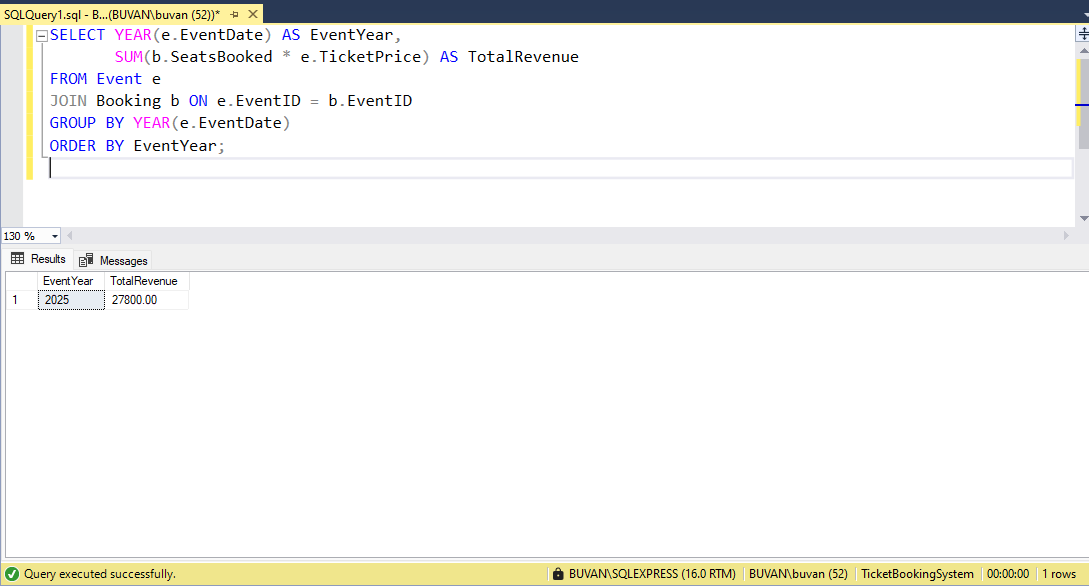 SQLQuery1.sql - B...(BUVAN\buvan (52))*
SELECT YEAR(e.EventDate) AS EventYear,
SUM(b.SeatsBooked * e.TicketPrice) AS TotalRevenue
FROM Event e
JOIN Booking b ON e.EventID = b.EventID
GROUP BY YEAR(e.EventDate)
ORDER BY EventYear;
130 %
Results Messages
EventYear TotalRevenue
1 2025 27800.00
Query executed successfully. BUVAN\SQLEXPRESS (16.0 RTM) BUVAN\buvan (52) TicketBookingSystem 00:00:00 1 rows